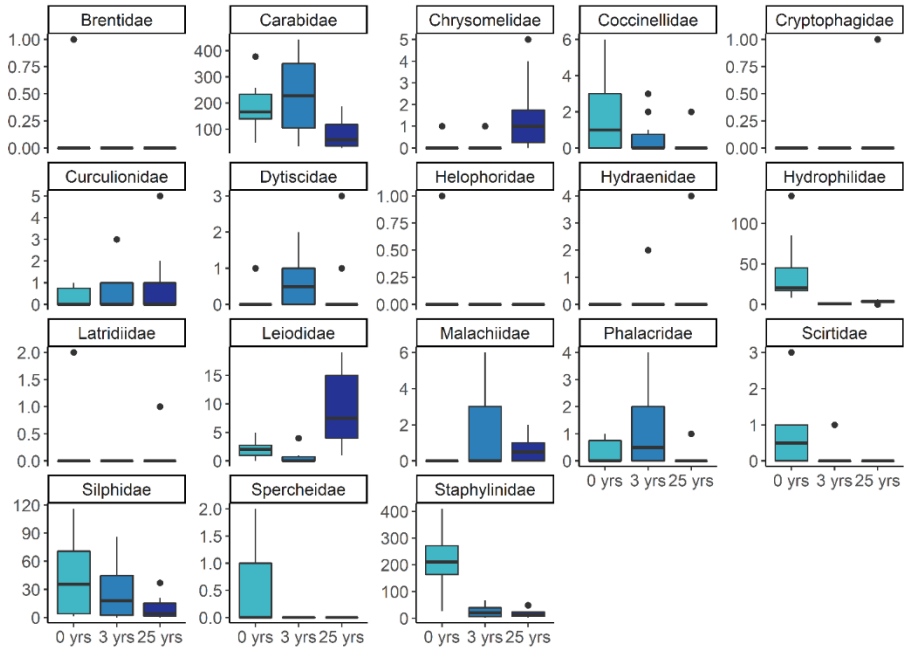 Brentidae Carabidae Chrysomelidae Coccinellidae Cryptophagidae
1.00 0.75 0.50 0.25 0.00
400 300 200 100
5 4 3 2 1 0
6 4 2 0
1.00 0.75 0.50 0.25 0.00
Curculionidae Dytiscidae Helophoridae Hydraenidae Hydrophilidae
5 4 3 2 1 0
3 2 1 0
1.00 0.75 0.50 0.25 0.00
4 3 2 1 0
100 50 0
Latridiidae Leiodidae Malachiidae Phalacridae Scirtidae
2.0 1.5 1.0 0.5 0.0
15 10 5 0
6 4 2 0
4 3 2 1 0
3 2 1 0
0 yrs 3 yrs 25 yrs 0 yrs 3 yrs 25 yrs
Silphidae Spercheidae Staphylinidae
120 90 60 30 0
2.0 1.5 1.0 0.5 0.0
400 300 200 100 0
0 yrs 3 yrs 25 yrs 0 yrs 3 yrs 25 yrs 0 yrs 3 yrs 25 yrs